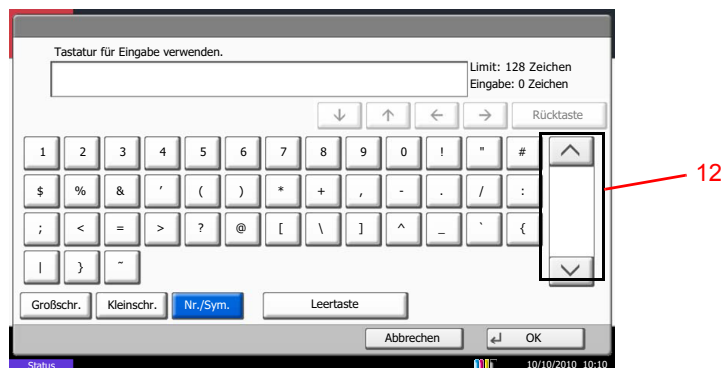 Tastatur für Eingabe verwenden.
Limit: 128 Zeichen
Eingabe: 0 Zeichen
↓ ↑ ← → Rücktaste
1 2 3 4 5 6 7 8 9 0 ! " #
$ % & ' ( ) * + , - . / :
; < = > ? @ [ \ ] ^ _ ` {
| } ~
12
Großschr. Kleinschr. Nr./Sym. Leertaste
Abbrechen ↵ OK
Status 10/10/2010 10:10